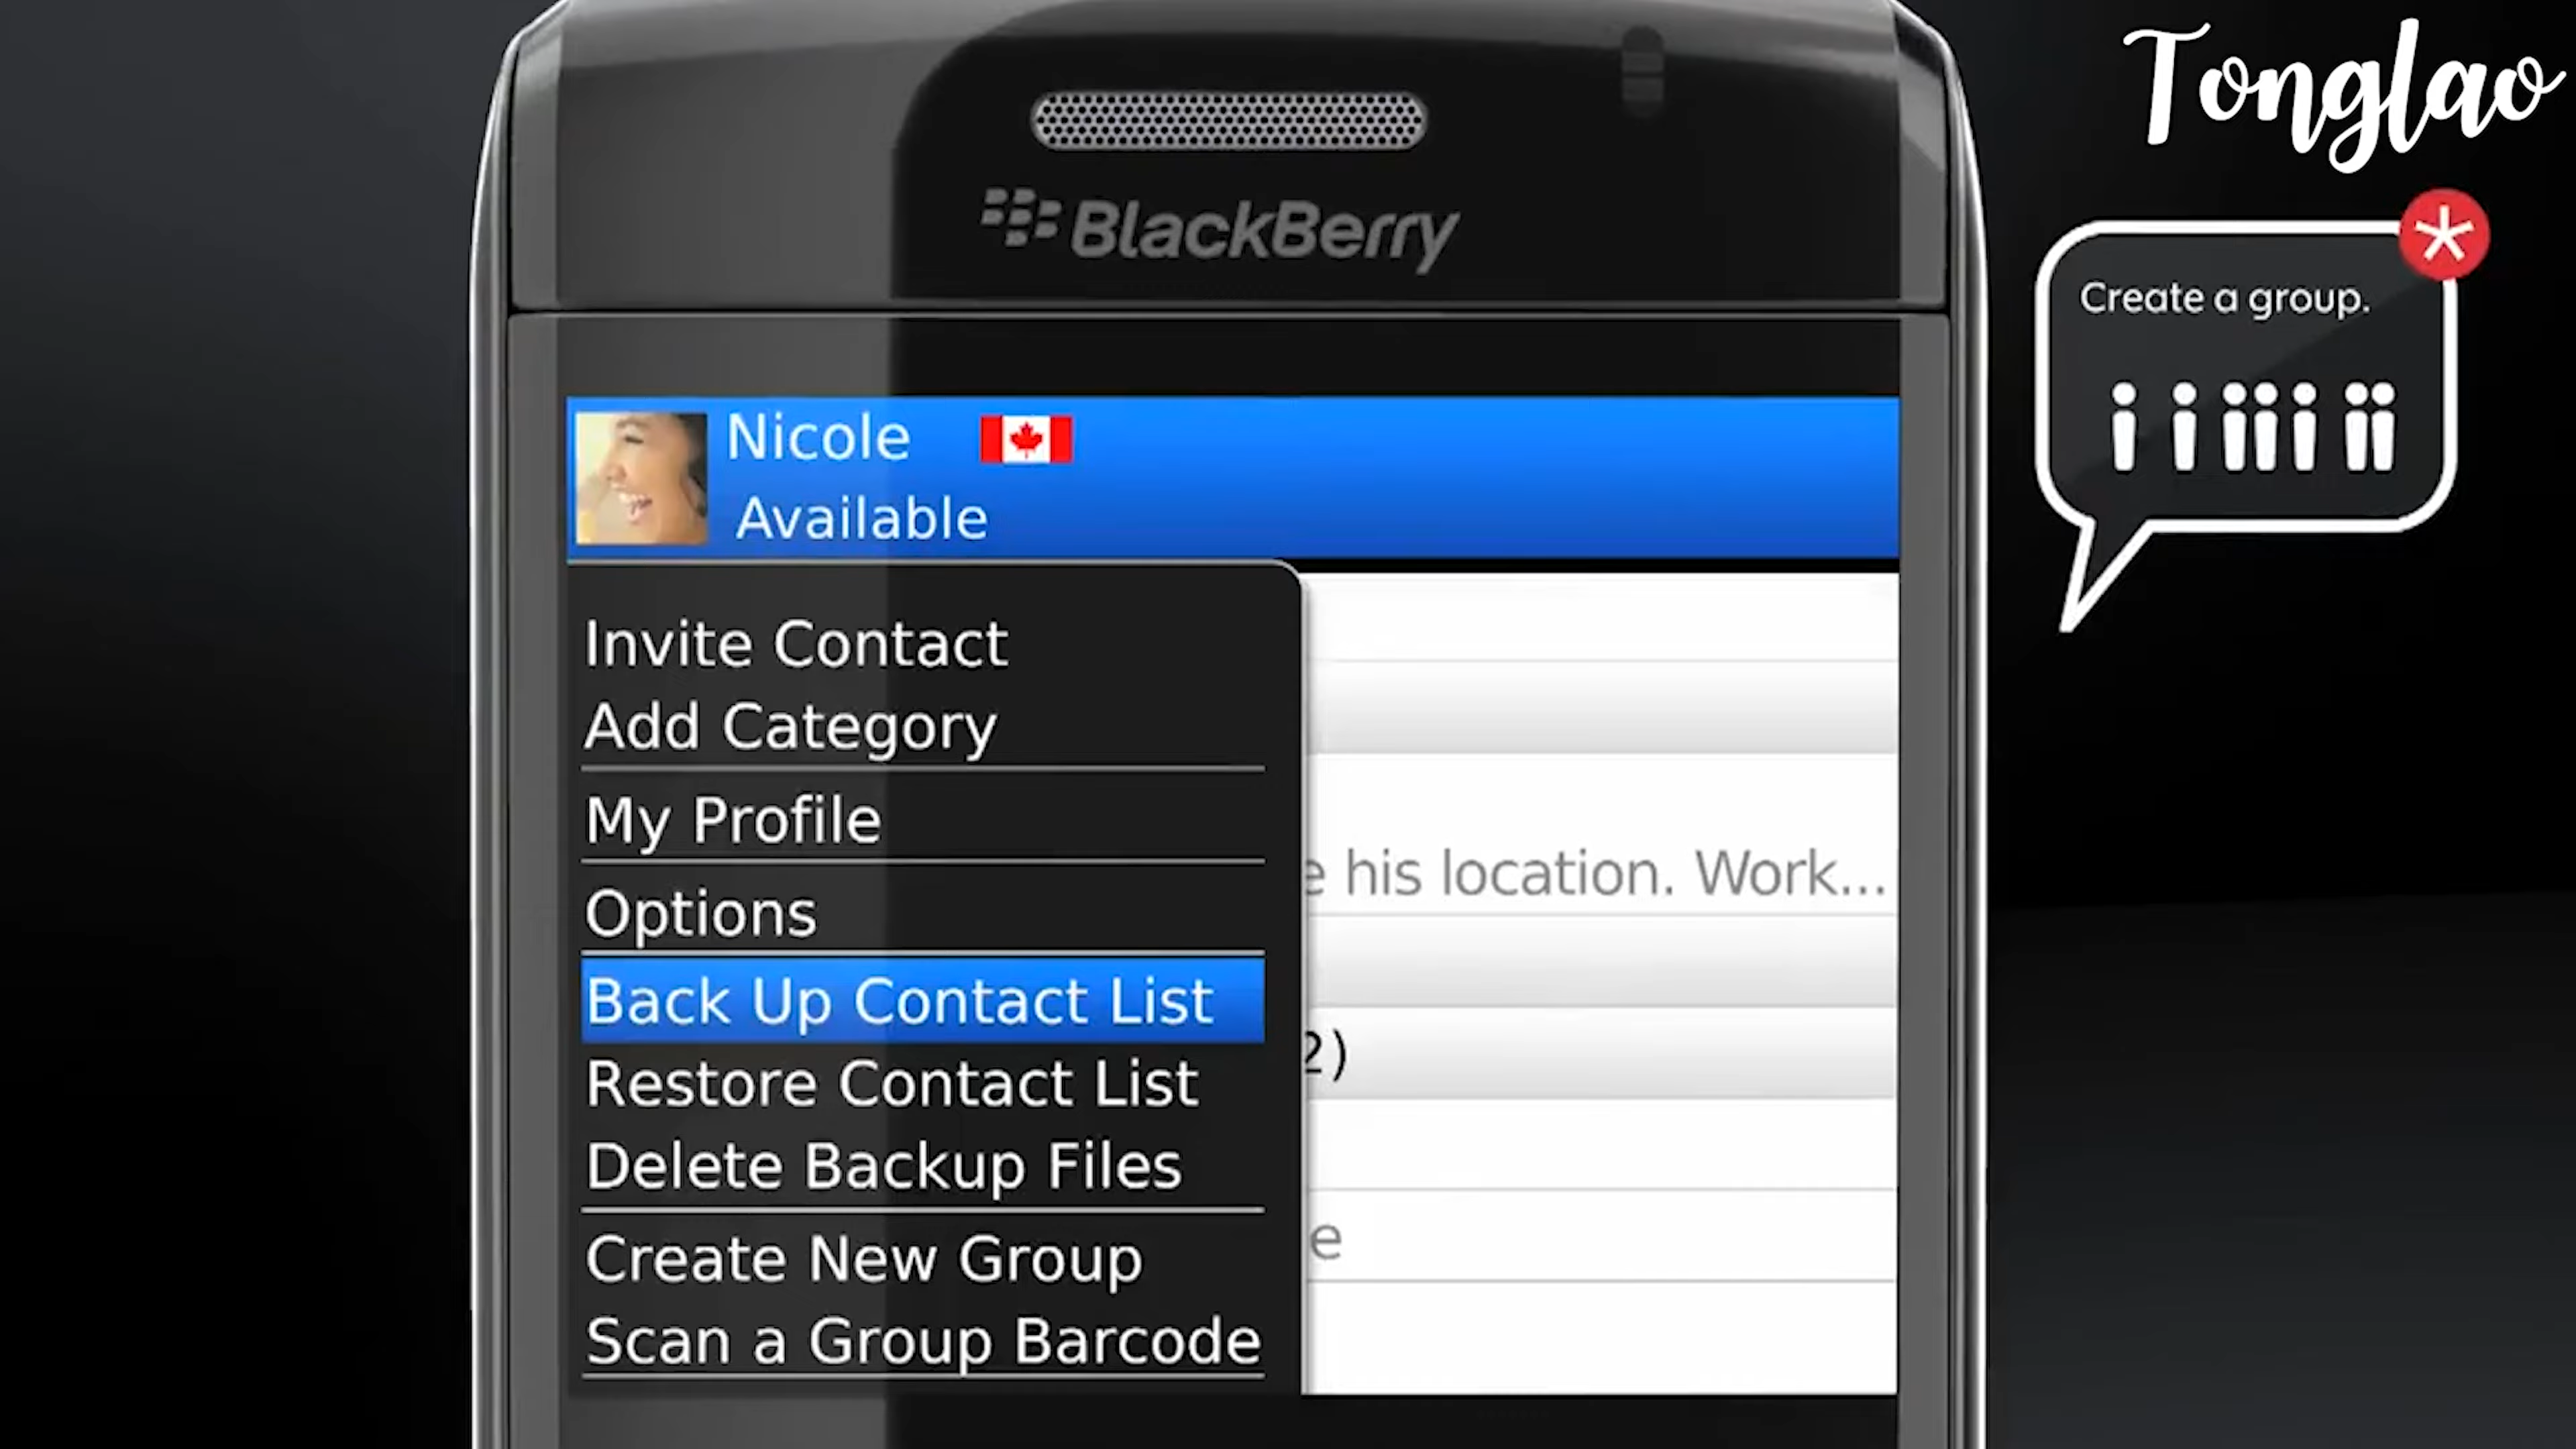 Tonglao
BlackBerry
Create a group.
Nicole
Available
Invite Contact
Add Category
My Profile
Options
Back Up Contact List
Restore Contact List
Delete Backup Files
Create New Group
Scan a Group Barcode
his location. Work...
2)
e